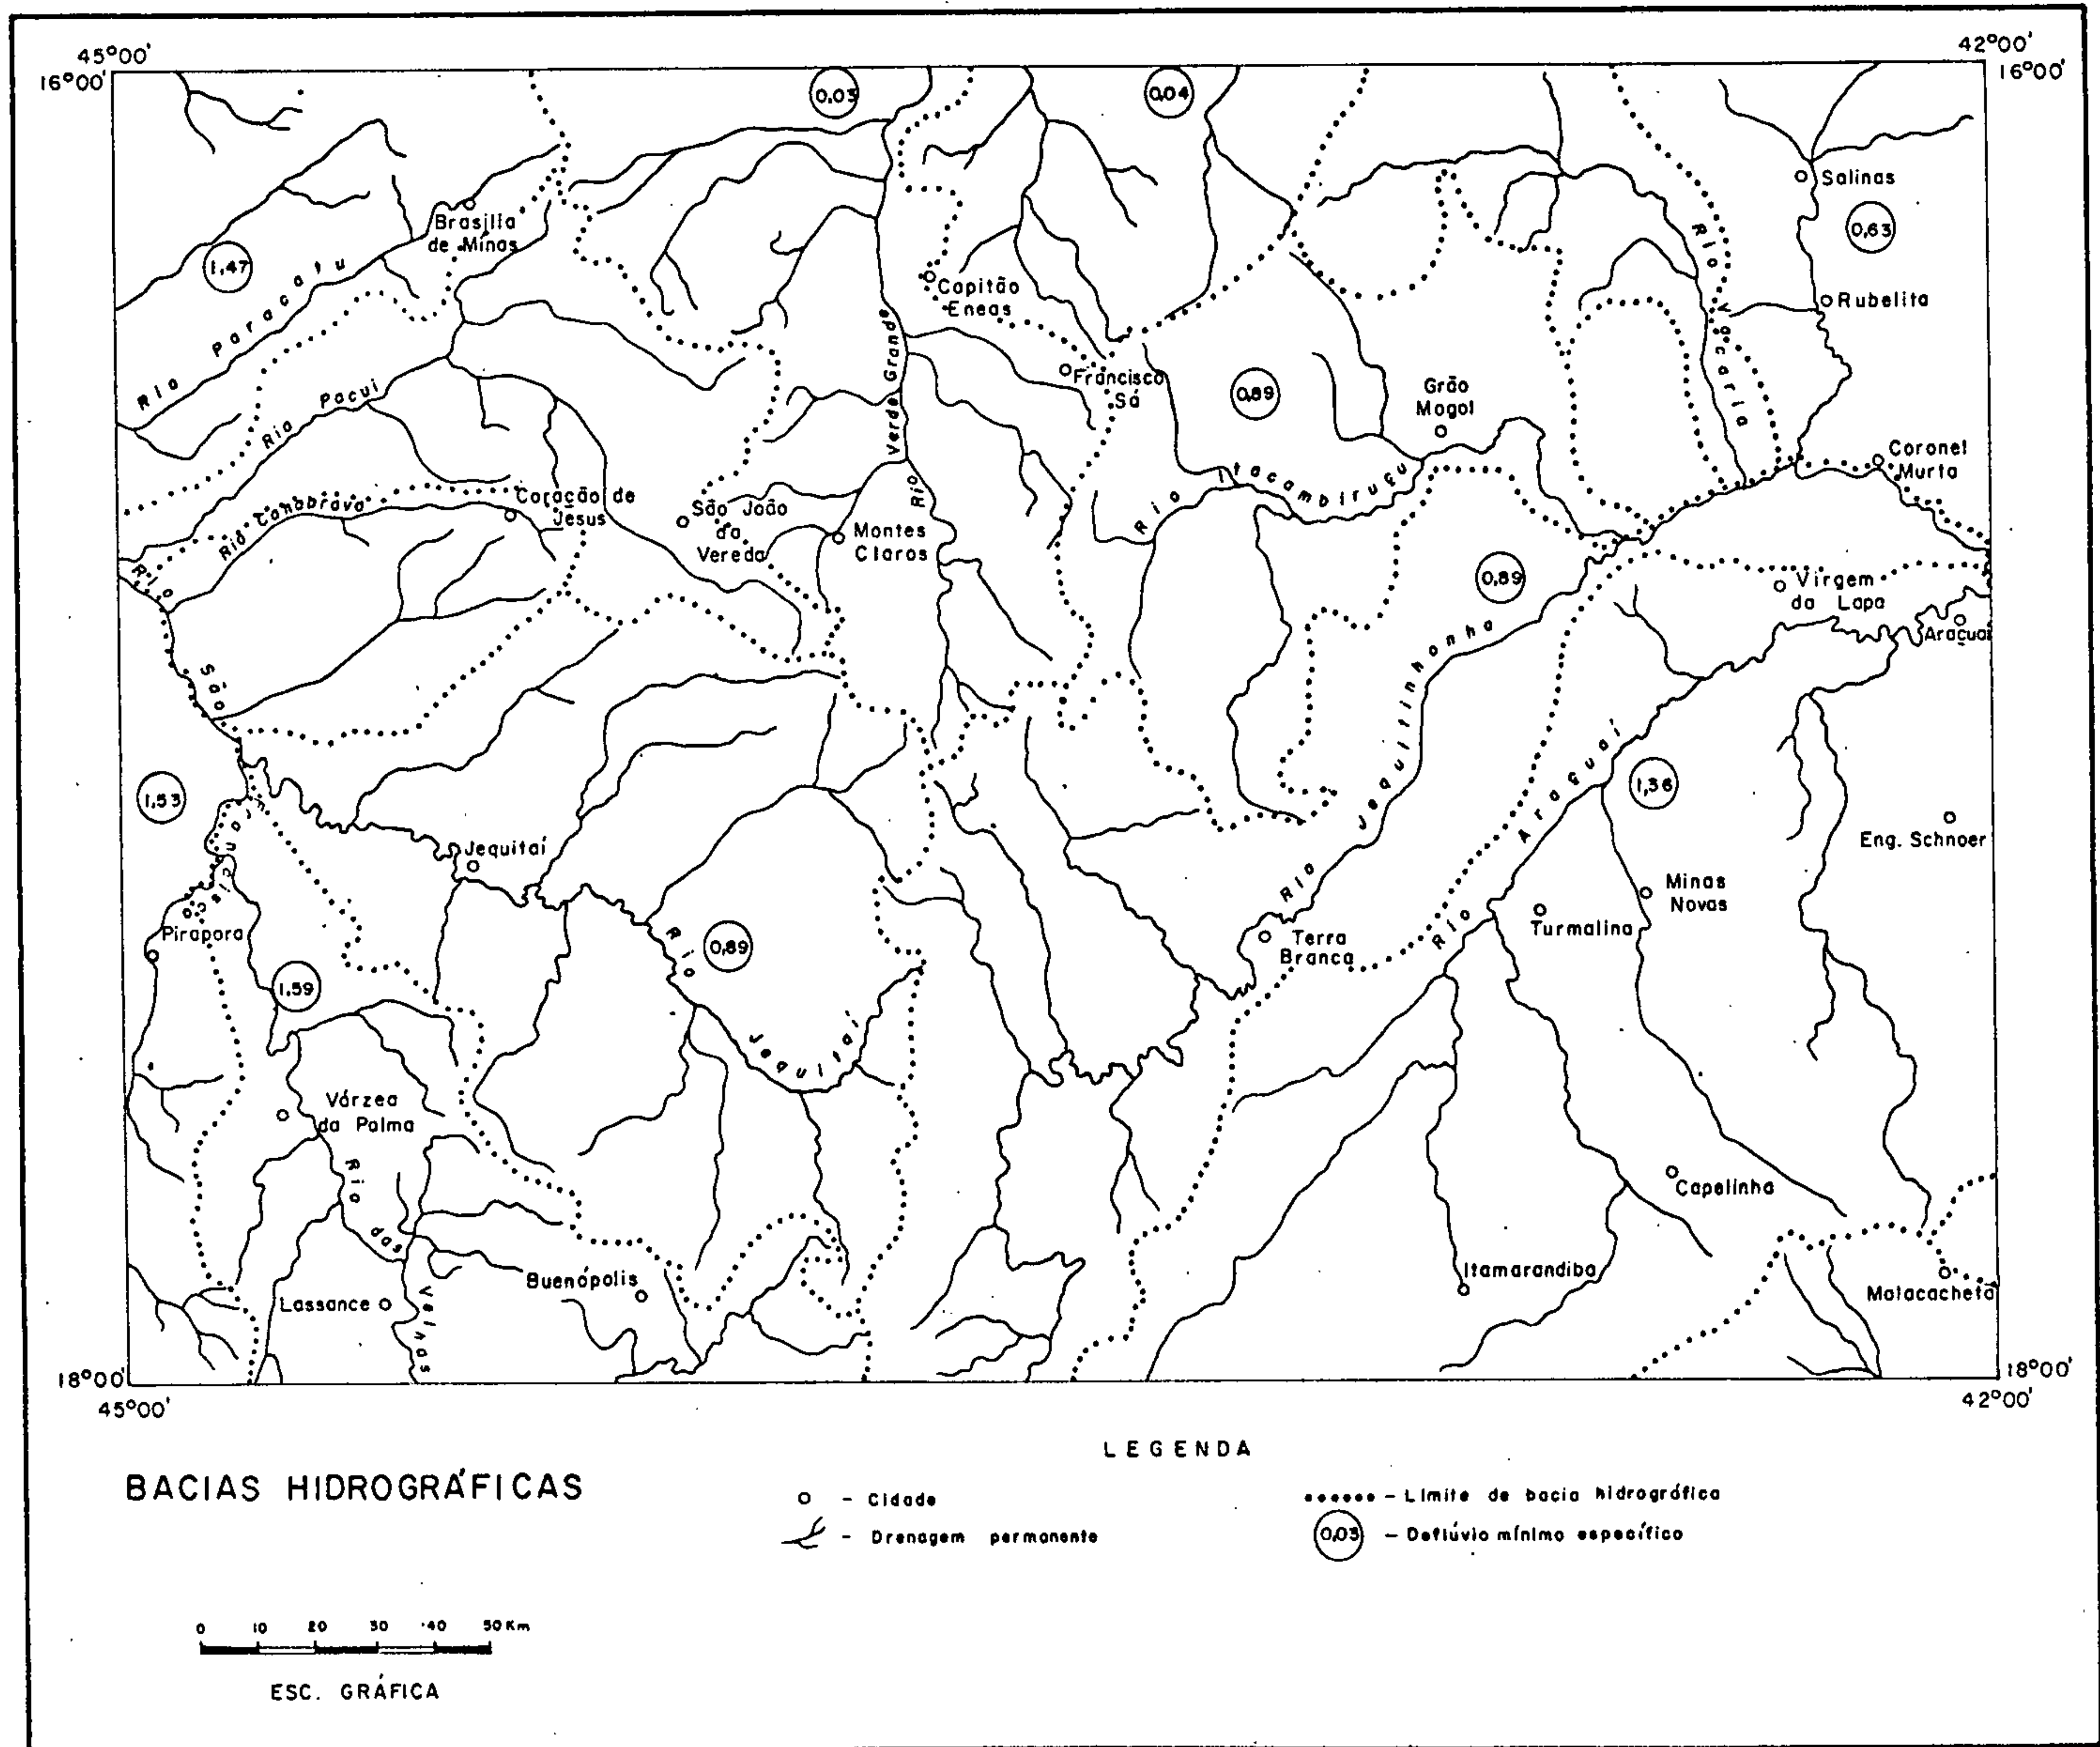 45°00'
42°00'
16°00'
16°00'
0,03
0,04
Salinas
0,63
Brasília
de Minas
1,47
Rio Paracatu
Rio Vacaria
Capitão
Eneas
Rubelita
Rio Verde Grande
Francisco
Sá
0,89
Grão
Mogol
Rio Pacuí
Coronel
Murta
Rio Canabrava
Coração de
Jesus
São João
da
Vereda
Montes
Claros
Rio Itacambiruçu
0,89
Virgem
da Lapa
Araçuaí
Rio São Francisco
Rio Jequitinhonha
Rio Araçuaí
1,53
1,36
Eng. Schnoer
Jequitaí
Minas
Novas
Turmalina
Pirapora
0,89
Terra
Branca
1,59
Rio Jequitaí
Várzea
da Palma
Capelinha
Rio das Velhas
Buenópolis
Itamarandiba
Lassance
Malacacheta
18°00'
18°00'
45°00'
42°00'
LEGENDA
BACIAS HIDROGRÁFICAS
- Cidade
- Límite de bacia hidrográfica
- Drenagem permanente
0,03 - Deflúvio mínimo específico
0 10 20 30 40 50 Km
ESC. GRÁFICA